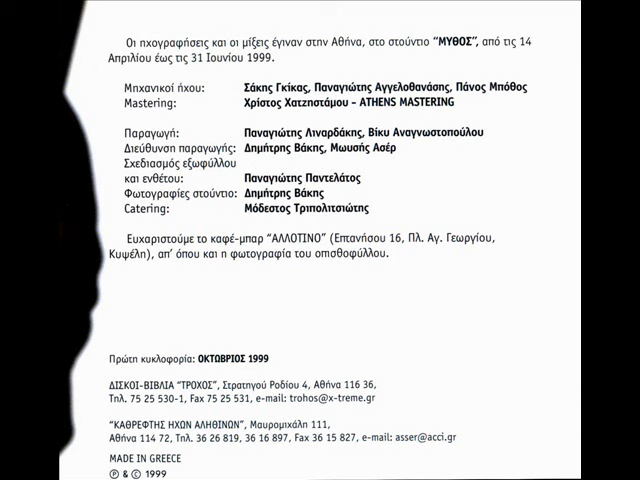 Οι ηχογραφήσεις και οι μίξεις έγιναν στην Αθήνα, στο στούντιο "ΜΥΘΟΣ", από τις 14
Απριλίου έως τις 31 Ιουνίου 1999.
Μηχανικοί ήχου: Σάκης Γκίκας, Παναγιώτης Αγγελοθανάσης, Πάνος Μπόθος
Mastering: Χρίστος Χατζηστάμου - ATHENS MASTERING
Παραγωγή: Παναγιώτης Λιναρδάκης, Βίκυ Αναγνωστοπούλου
Διεύθυνση παραγωγής: Δημήτρης Βάκης, Μωυσής Ασέρ
Σχεδιασμός εξωφύλλου
και ενθέτου: Παναγιώτης Παντελάτος
Φωτογραφίες στούντιο: Δημήτρης Βάκης
Catering: Μόδεστος Τριπολιτσιώτης
Ευχαριστούμε το καφέ-μπαρ "ΑΛΛΟΤΙΝΟ" (Επτανήσου 16, Πλ. Αγ. Γεωργίου,
Κυψέλη), απ' όπου και η φωτογραφία του οπισθοφύλλου.
Πρώτη κυκλοφορία: ΟΚΤΩΒΡΙΟΣ 1999
ΔΙΣΚΟΙ-ΒΙΒΛΙΑ "ΤΡΟΧΟΣ", Στρατηγού Ροδίου 4, Αθήνα 116 36,
Τηλ. 75 25 530-1, Fax 75 25 531, e-mail: trohos@x-treme.gr
"ΚΑΘΡΕΦΤΗΣ ΗΧΩΝ ΑΛΗΘΙΝΩΝ", Μαυρομιχάλη 111,
Αθήνα 114 72, Τηλ. 36 26 819, 36 16 897, Fax 36 15 827, e-mail: asser@acci.gr
MADE IN GREECE
℗ & © 1999